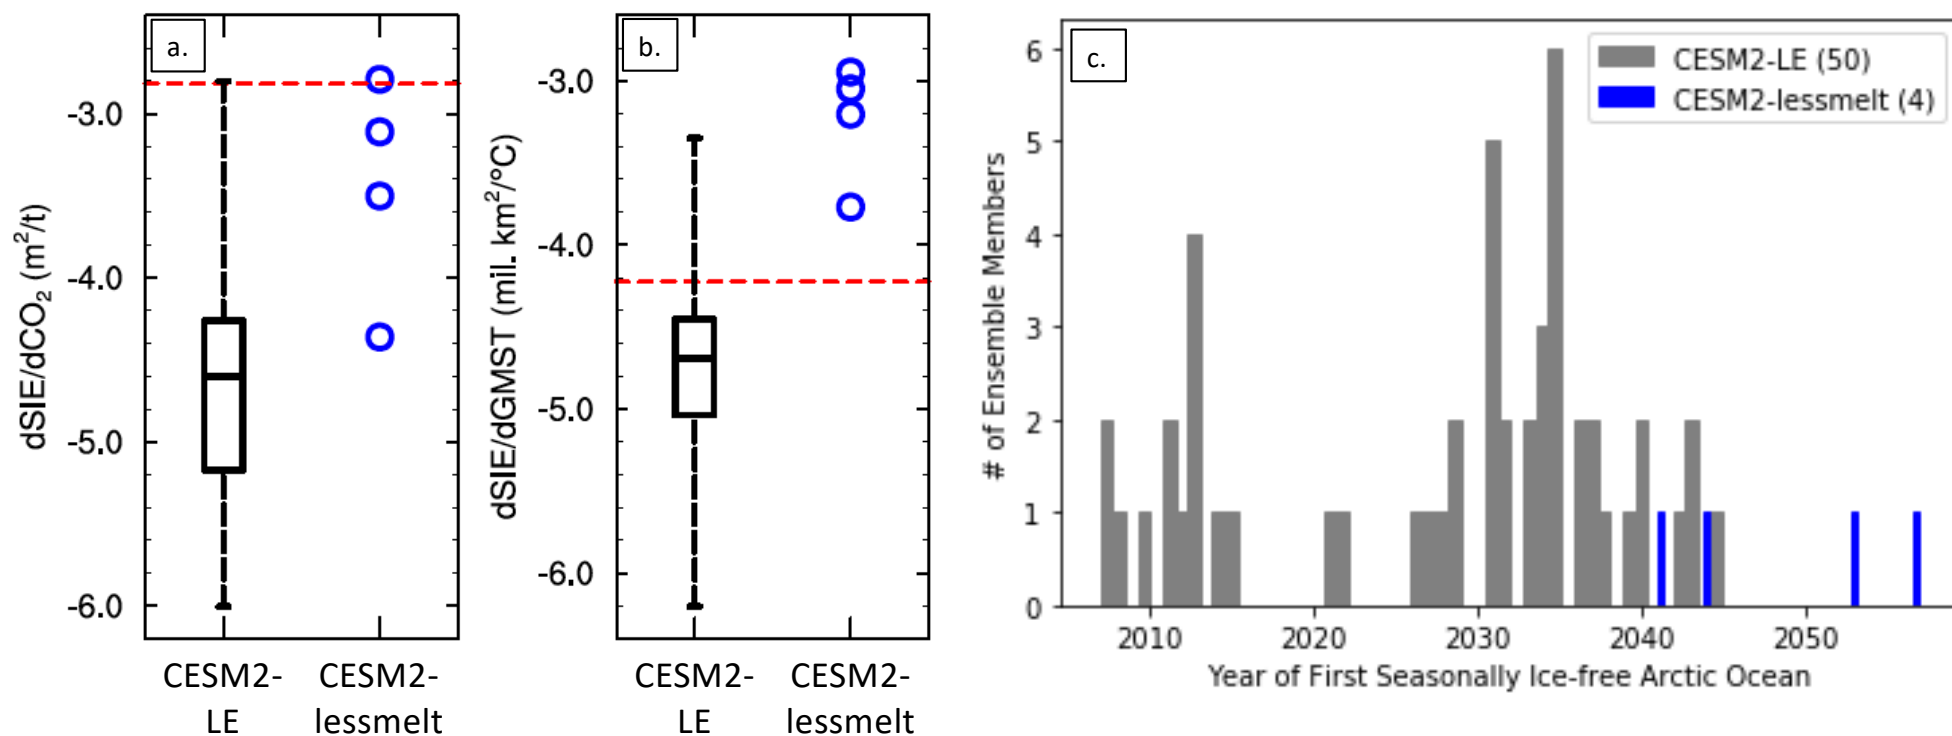 a.
dSIE/dCO2 (m2/t)
-3.0
-4.0
-5.0
-6.0
CESM2-
LE
CESM2-
lessmelt
b.
dSIE/dGMST (mil. km2/°C)
-3.0
-4.0
-5.0
-6.0
CESM2-
LE
CESM2-
lessmelt
c.
CESM2-LE (50)
CESM2-lessmelt (4)
# of Ensemble Members
6
5
4
3
2
1
0
2010 2020 2030 2040 2050
Year of First Seasonally Ice-free Arctic Ocean